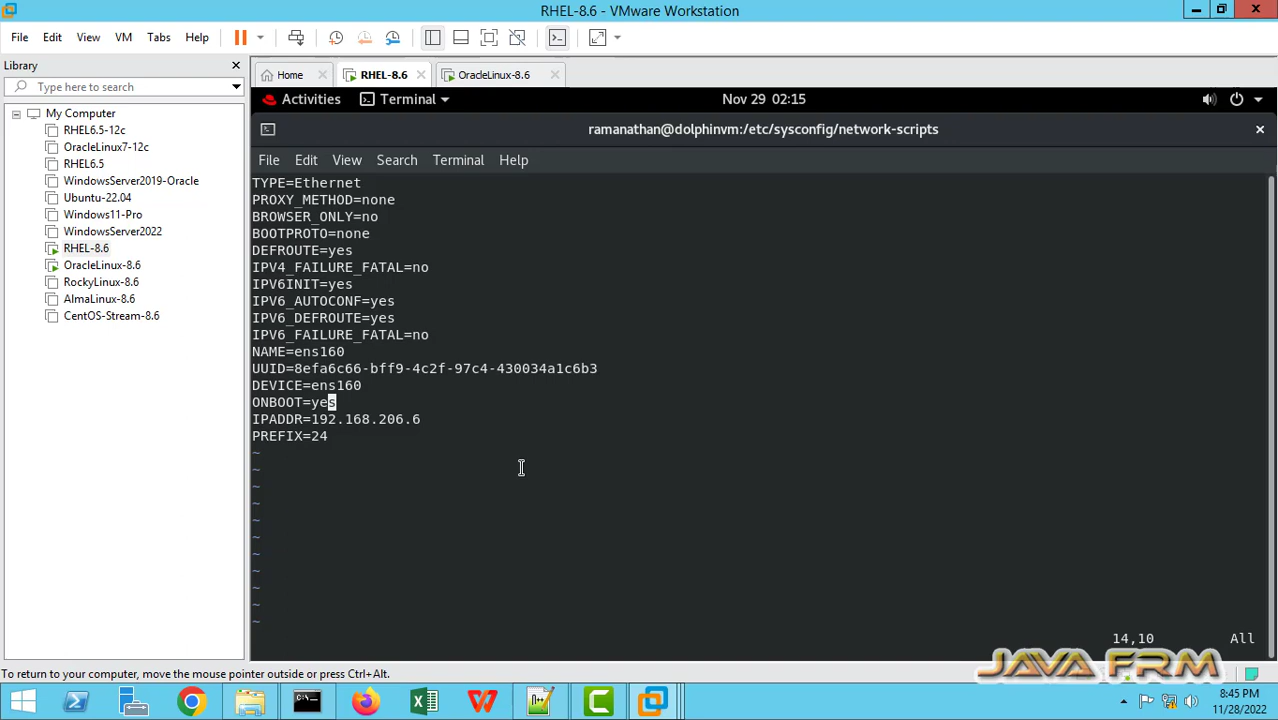 RHEL-8.6 - VMware Workstation
File Edit View VM Tabs Help
Library
Type here to search
My Computer
RHEL6.5-12c
OracleLinux7-12c
RHEL6.5
WindowsServer2019-Oracle
Ubuntu-22.04
Windows11-Pro
WindowsServer2022
RHEL-8.6
OracleLinux-8.6
RockyLinux-8.6
AlmaLinux-8.6
CentOS-Stream-8.6
Home RHEL-8.6 OracleLinux-8.6
Activities Terminal Nov 29 02:15
ramanathan@dolphinvm:/etc/sysconfig/network-scripts
File Edit View Search Terminal Help
TYPE=Ethernet
PROXY_METHOD=none
BROWSER_ONLY=no
BOOTPROTO=none
DEFROUTE=yes
IPV4_FAILURE_FATAL=no
IPV6INIT=yes
IPV6_AUTOCONF=yes
IPV6_DEFROUTE=yes
IPV6_FAILURE_FATAL=no
NAME=ens160
UUID=8efa6c66-bff9-4c2f-97c4-430034a1c6b3
DEVICE=ens160
ONBOOT=yes
IPADDR=192.168.206.6
PREFIX=24
~
~
~
~
~
~
~
~
~
~
~
14,10 All
JAVA FRM
To return to your computer, move the mouse pointer outside or press Ctrl+Alt.
8:45 PM
11/28/2022